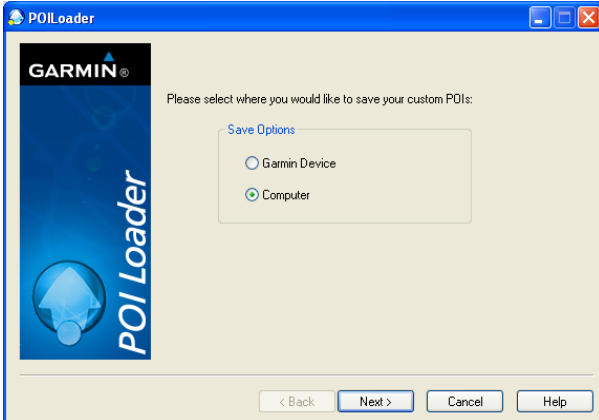 POILoader
GARMIN®
POI Loader
Please select where you would like to save your custom POIs:
Save Options
Garmin Device
Computer
< Back
Next >
Cancel
Help